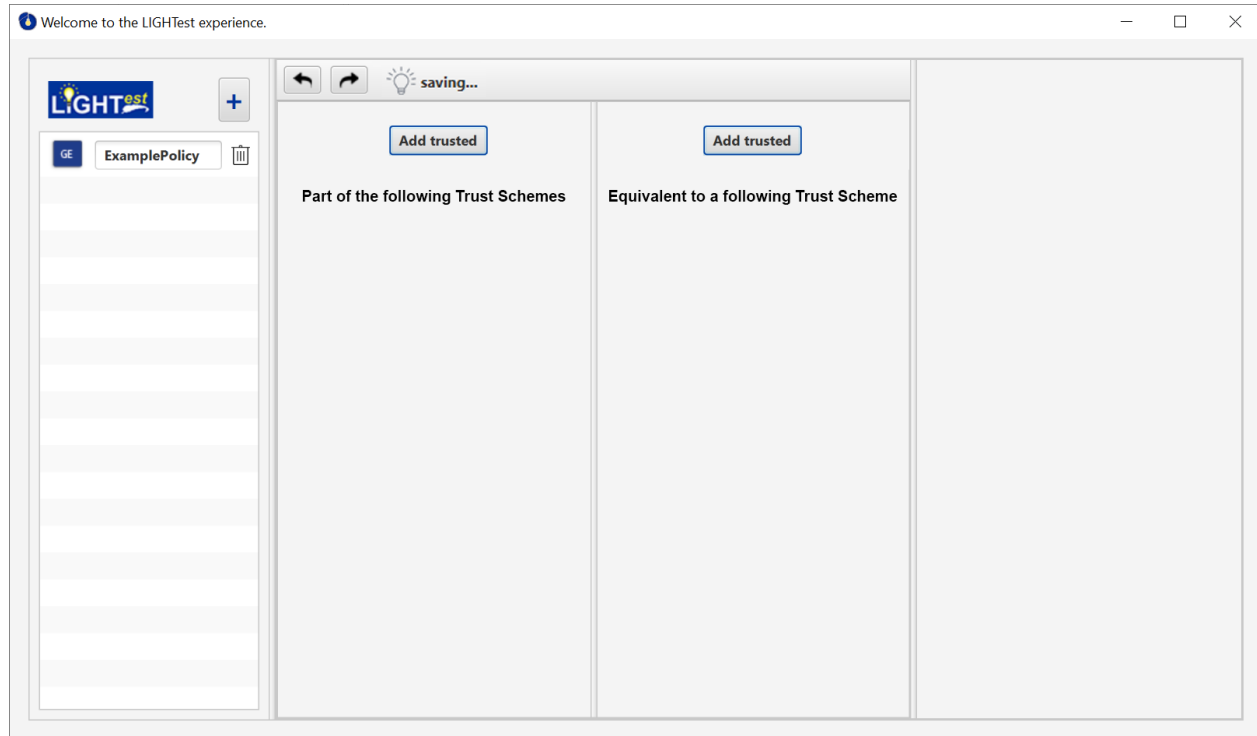 Welcome to the LIGHTest experience.
LIGHTest
+
saving...
GE
ExamplePolicy
Add trusted
Add trusted
Part of the following Trust Schemes
Equivalent to a following Trust Scheme